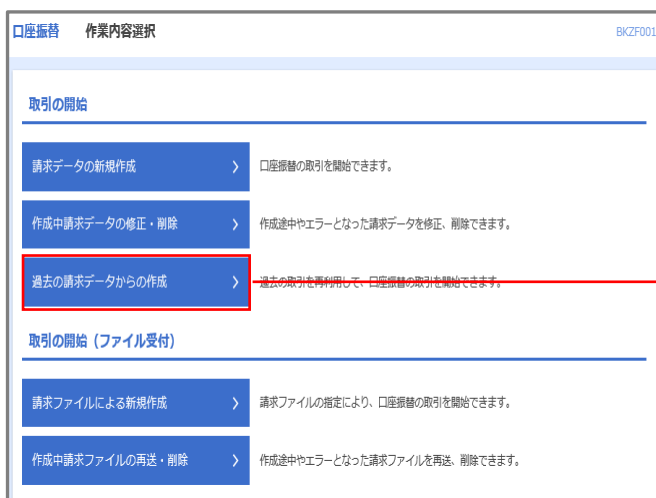 口座振替 作業内容選択 BKZF001
取引の開始
請求データの新規作成 口座振替の取引を開始できます。
作成中請求データの修正・削除 作成途中やエラーとなった請求データを修正、削除できます。
過去の請求データからの作成 過去の取引を再利用して、口座振替の取引を開始できます。
取引の開始（ファイル受付）
請求ファイルによる新規作成 請求ファイルの指定により、口座振替の取引を開始できます。
作成中請求ファイルの再送・削除 作成途中やエラーとなった請求ファイルを再送、削除できます。